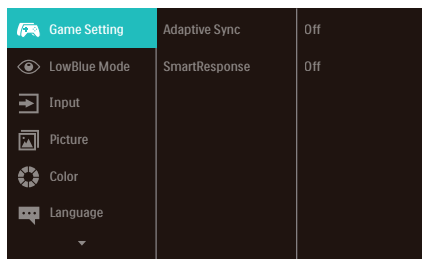 Game Setting Adaptive Sync Off
LowBlue Mode SmartResponse Off
Input
Picture
Color
Language